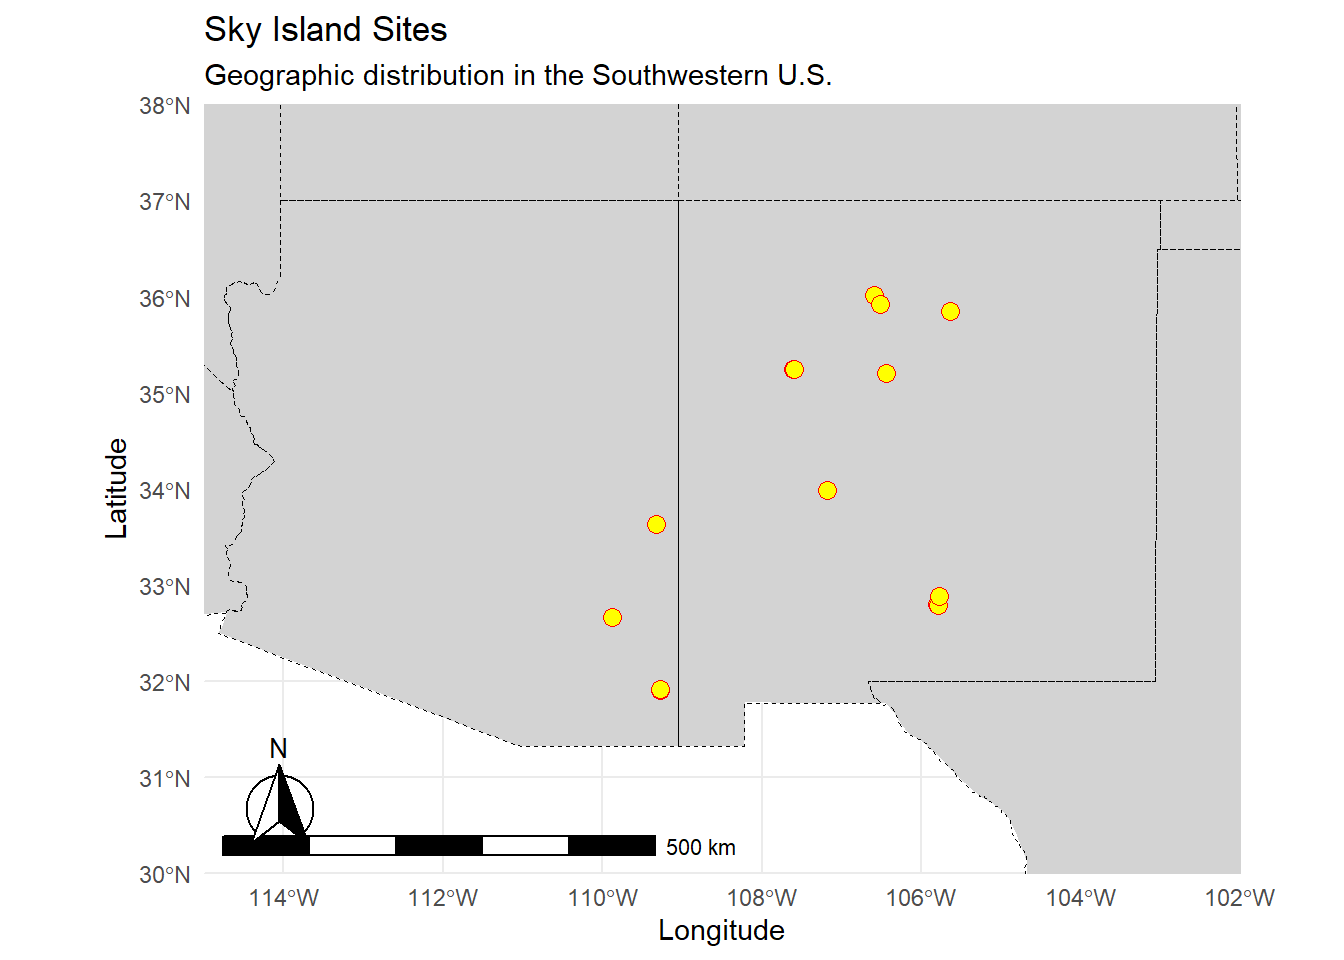 Sky Island Sites
Geographic distribution in the Southwestern U.S.
38°N
37°N
36°N
35°N
34°N
33°N
32°N
31°N
30°N
Latitude
N
500 km
114°W
112°W
110°W
108°W
106°W
104°W
102°W
Longitude